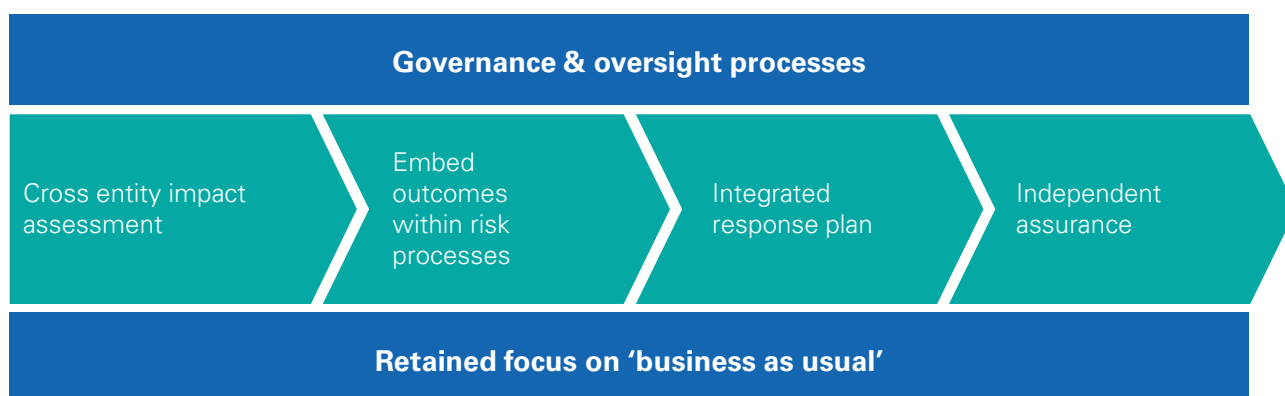 Governance & oversight processes
Cross entity impact
assessment
Embed
outcomes
within risk
processes
Integrated
response plan
Independent
assurance
Retained focus on ‘business as usual’